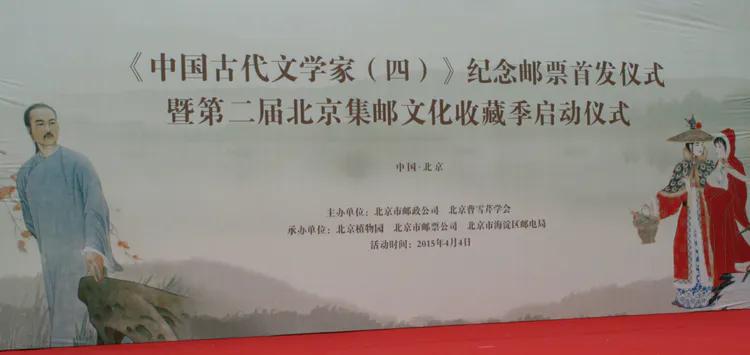 《中国古代文学家（四）》纪念邮票首发仪式
暨第二届北京集邮文化收藏季启动仪式
中国·北京
主办单位：北京市邮政公司 北京曹雪芹学会
承办单位：北京植物园 北京市邮票公司 北京市海淀区邮电局
活动时间：2015年4月4日